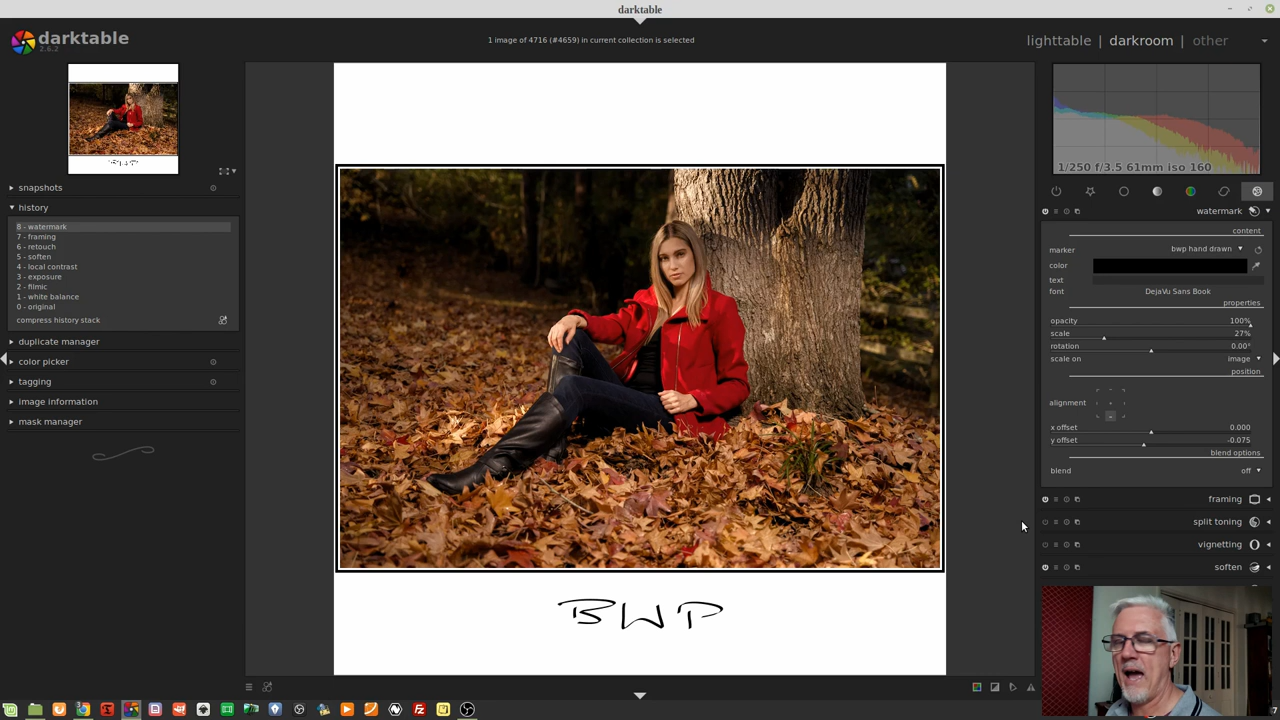 darktable
darktable
2.6.2
1 image of 4716 (#4659) in current collection is selected
lighttable | darkroom | other
1/250 f/3.5 61mm iso 160
snapshots
history
8 - watermark
7 - framing
6 - retouch
5 - soften
4 - local contrast
3 - exposure
2 - filmic
1 - white balance
0 - original
compress history stack
duplicate manager
color picker
tagging
image information
mask manager
BWP
watermark
content
marker bwp hand drawn
color
text
font DejaVu Sans Book
properties
opacity 100%
scale 27%
rotation 0.00°
scale on image
position
alignment
x offset 0.000
y offset -0.075
blend options
blend off
framing
split toning
vignetting
soften